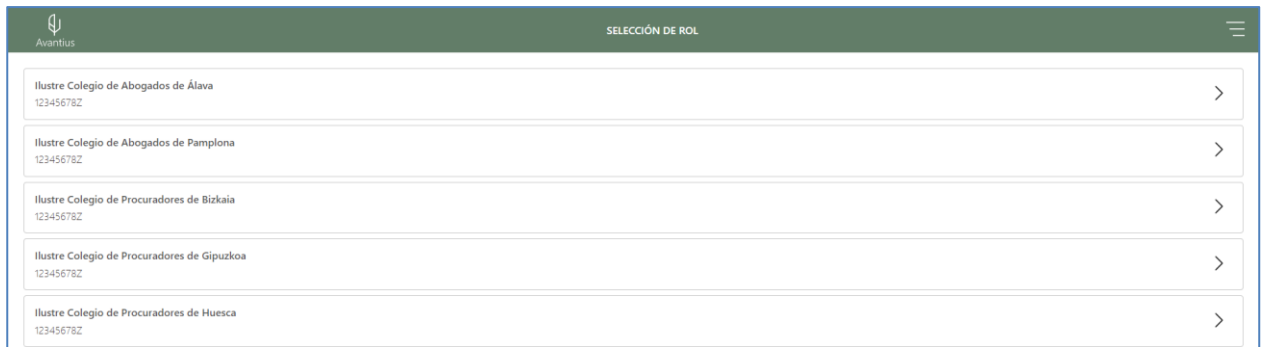 Avantius
SELECCIÓN DE ROL
Ilustre Colegio de Abogados de Álava
12345678Z
Ilustre Colegio de Abogados de Pamplona
12345678Z
Ilustre Colegio de Procuradores de Bizkaia
12345678Z
Ilustre Colegio de Procuradores de Gipuzkoa
12345678Z
Ilustre Colegio de Procuradores de Huesca
12345678Z